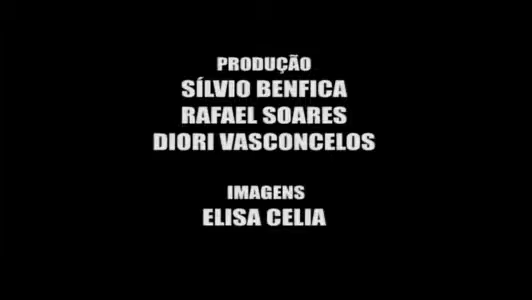 PRODUÇÃO
SÍLVIO BENFICA
RAFAEL SOARES
DIORI VASCONCELOS
IMAGENS
ELISA CELIA